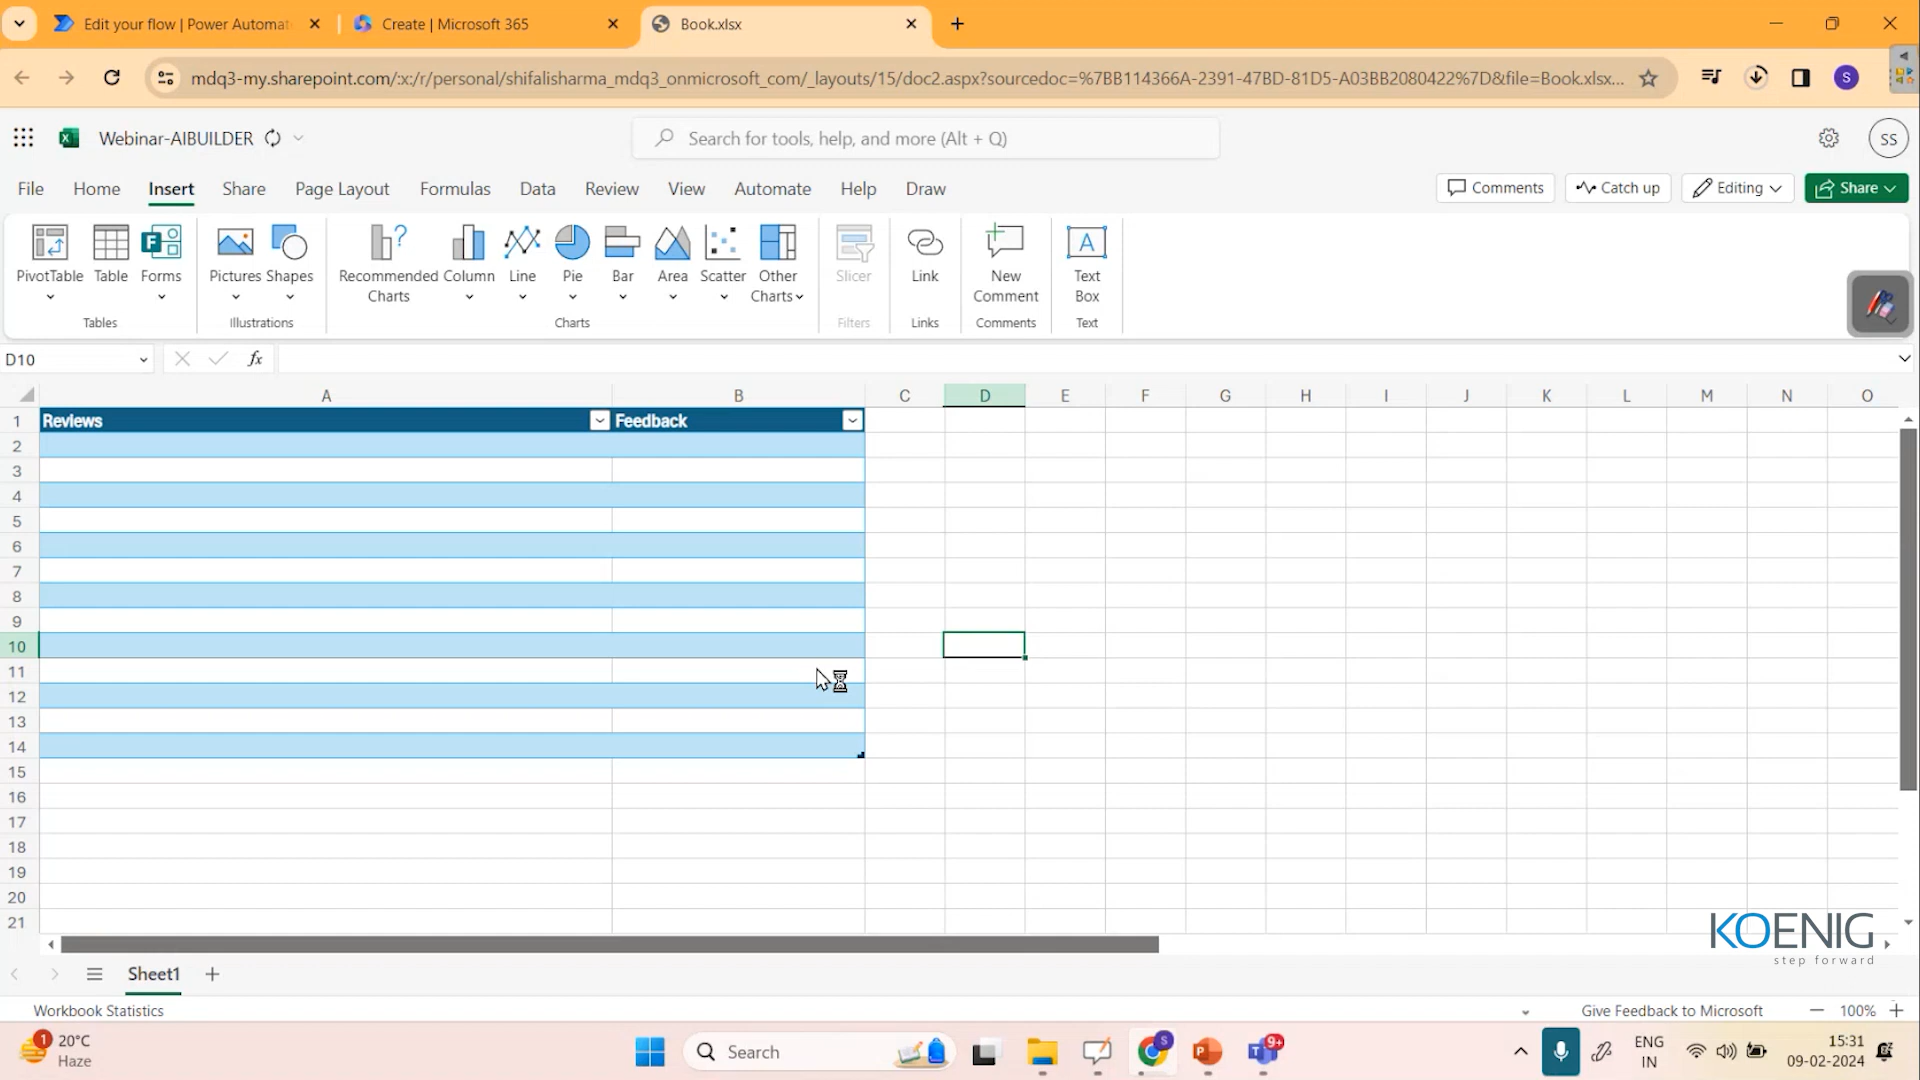 Edit your flow | Power Automat
Create | Microsoft 365
Book.xlsx
mdq3-my.sharepoint.com/:x:/r/personal/shifalisharma_mdq3_onmicrosoft_com/_layouts/15/doc2.aspx?sourcedoc=%7BB114366A-2391-47BD-81D5-A03BB2080422%7D&file=Book.xlsx...
S
Webinar-AIBUILDER
Search for tools, help, and more (Alt + Q)
SS
File Home Insert Share Page Layout Formulas Data Review View Automate Help Draw
Comments Catch up Editing Share
PivotTable Table Forms Pictures Shapes Recommended Charts Column Line Pie Bar Area Scatter Other Charts Slicer Link New Comment Text Box
Tables Illustrations Charts Filters Links Comments Text
D10 fx
A B C D E F G H I J K L M N O
1 Reviews Feedback
2
3
4
5
6
7
8
9
10
11
12
13
14
15
16
17
18
19
20
21
KOENIG
step forward
Sheet1
Workbook Statistics Give Feedback to Microsoft 100%
1 20°C
Haze
Search
S
9+
ENG
IN
15:31
09-02-2024